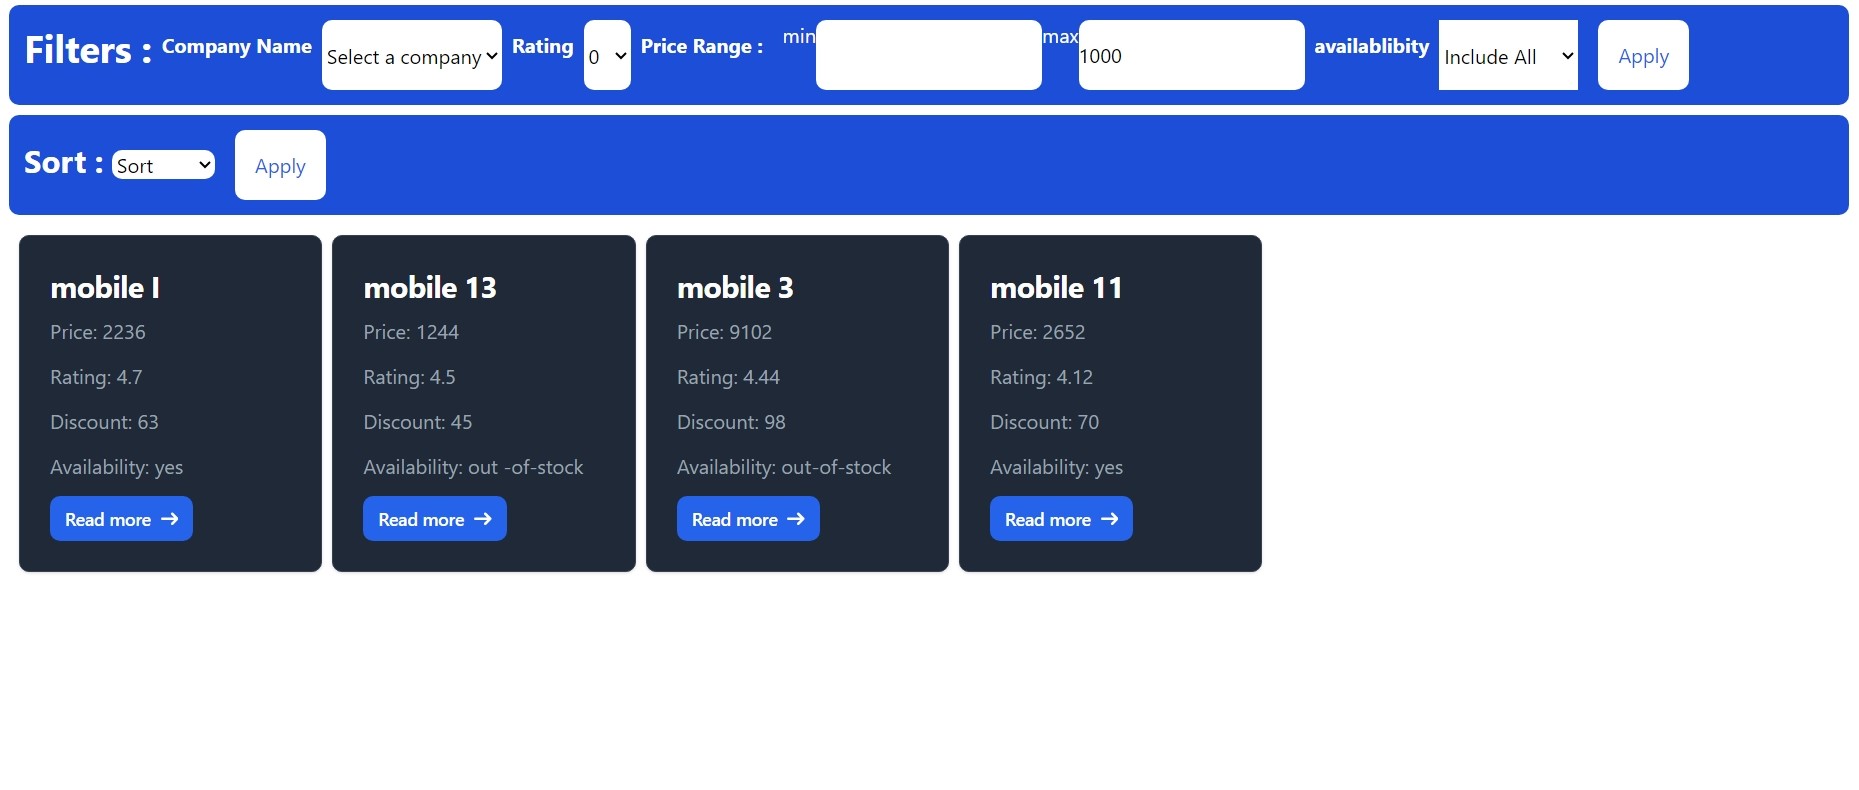 Filters : Company Name Select a company Rating 0 Price Range : min max 1000 availablibity Include All Apply
Sort : Sort Apply
mobile l
Price: 2236
Rating: 4.7
Discount: 63
Availability: yes
Read more →
mobile 13
Price: 1244
Rating: 4.5
Discount: 45
Availability: out -of-stock
Read more →
mobile 3
Price: 9102
Rating: 4.44
Discount: 98
Availability: out-of-stock
Read more →
mobile 11
Price: 2652
Rating: 4.12
Discount: 70
Availability: yes
Read more →